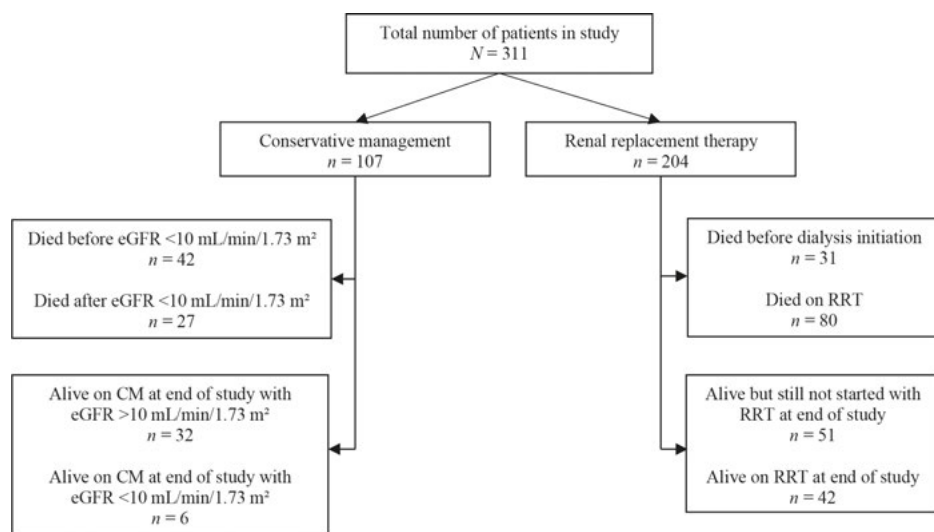 Total number of patients in study
N = 311
Conservative management
n = 107
Renal replacement therapy
n = 204
Died before eGFR <10 mL/min/1.73 m²
n = 42
Died after eGFR <10 mL/min/1.73 m²
n = 27
Died before dialysis initiation
n = 31
Died on RRT
n = 80
Alive on CM at end of study with
eGFR >10 mL/min/1.73 m²
n = 32
Alive on CM at end of study with
eGFR <10 mL/min/1.73 m²
n = 6
Alive but still not started with
RRT at end of study
n = 51
Alive on RRT at end of study
n = 42